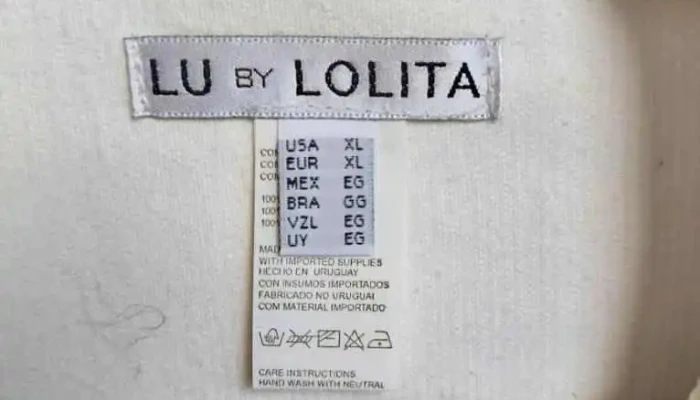 LU BY LOLITA
USA XL
EUR XL
MEX EG
BRA GG
VZL EG
UY EG
WITH IMPORTED SUPPLIES
HECHO EN URUGUAY
CON INSUMOS IMPORTADOS
FABRICADO NO URUGUAI
COM MATERIAL IMPORTADO
CARE INSTRUCTIONS
HAND WASH WITH NEUTRAL